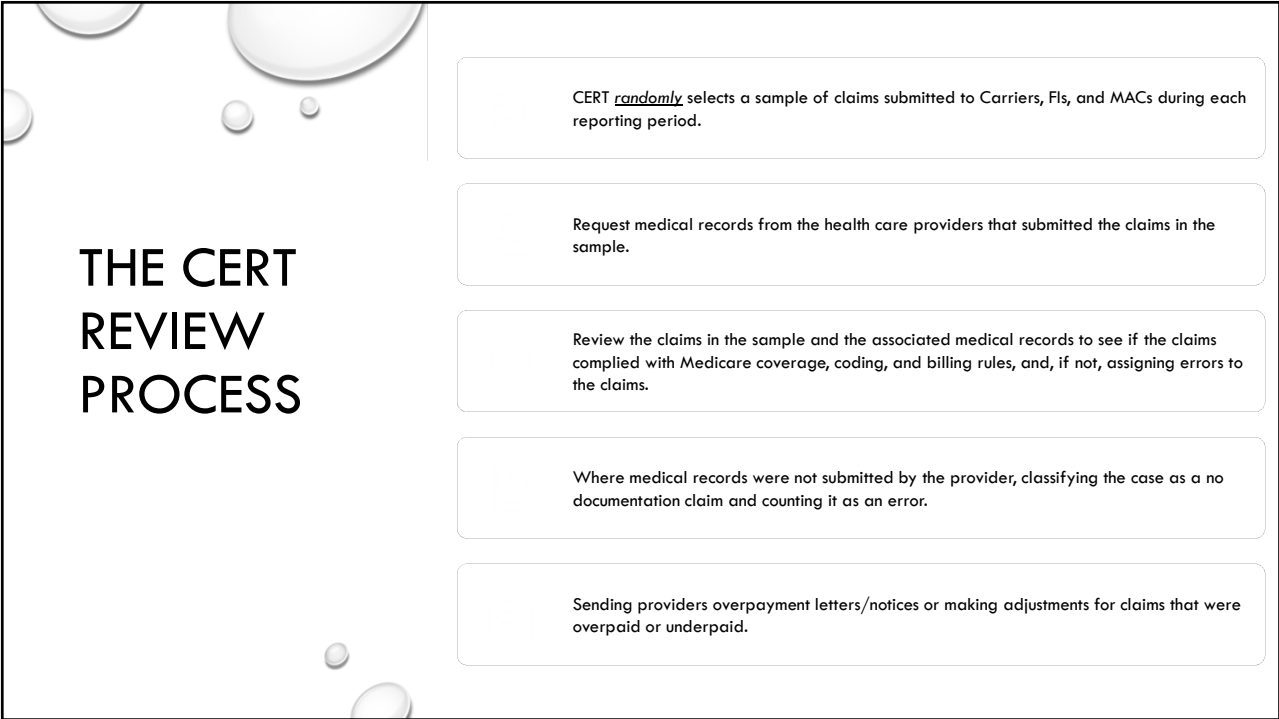 THE CERT
REVIEW
PROCESS
CERT randomly selects a sample of claims submitted to Carriers, FIs, and MACs during each
reporting period.
Request medical records from the health care providers that submitted the claims in the
sample.
Review the claims in the sample and the associated medical records to see if the claims
complied with Medicare coverage, coding, and billing rules, and, if not, assigning errors to
the claims.
Where medical records were not submitted by the provider, classifying the case as a no
documentation claim and counting it as an error.
Sending providers overpayment letters/notices or making adjustments for claims that were
overpaid or underpaid.